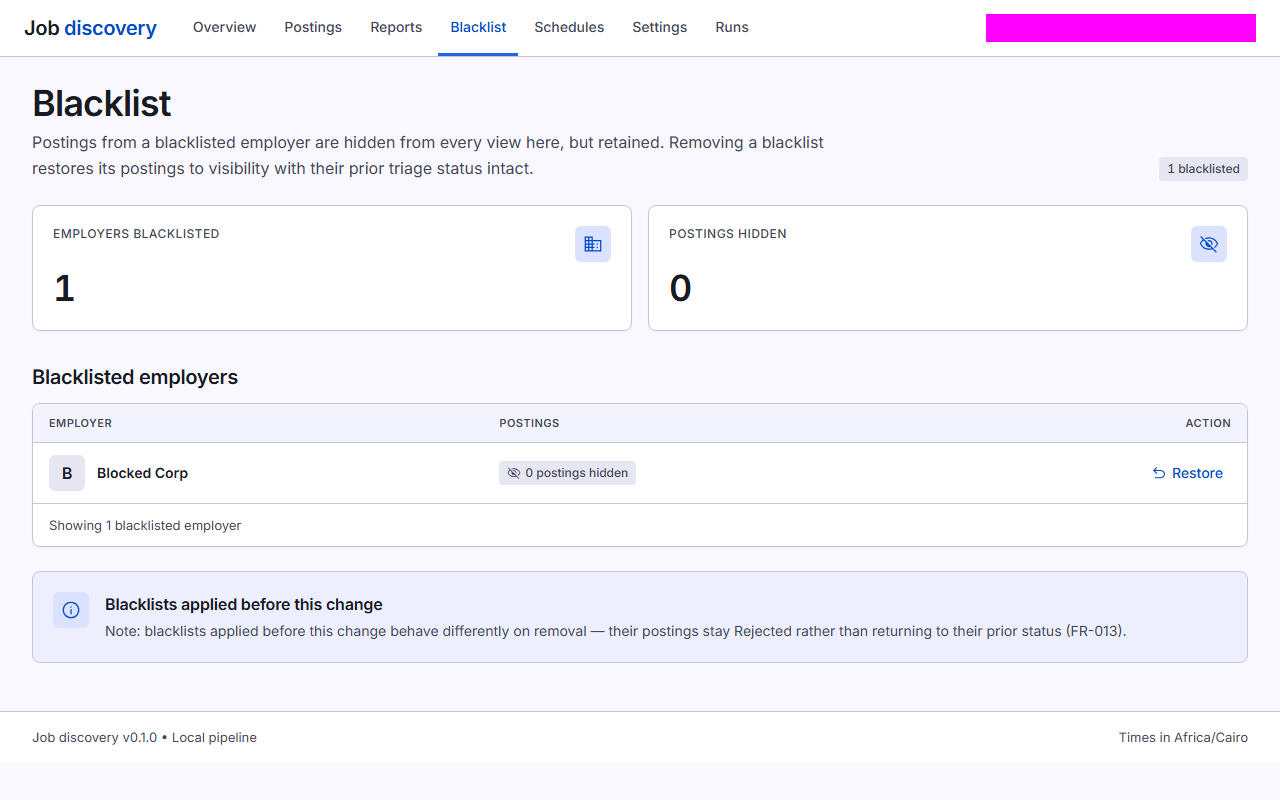 Job discovery Overview Postings Reports Blacklist Schedules Settings Runs
Blacklist
Postings from a blacklisted employer are hidden from every view here, but retained. Removing a blacklist
restores its postings to visibility with their prior triage status intact.
1 blacklisted
EMPLOYERS BLACKLISTED
1
POSTINGS HIDDEN
0
Blacklisted employers
EMPLOYER POSTINGS ACTION
B Blocked Corp 0 postings hidden Restore
Showing 1 blacklisted employer
Blacklists applied before this change
Note: blacklists applied before this change behave differently on removal — their postings stay Rejected rather than returning to their prior status (FR-013).
Job discovery v0.1.0 • Local pipeline Times in Africa/Cairo